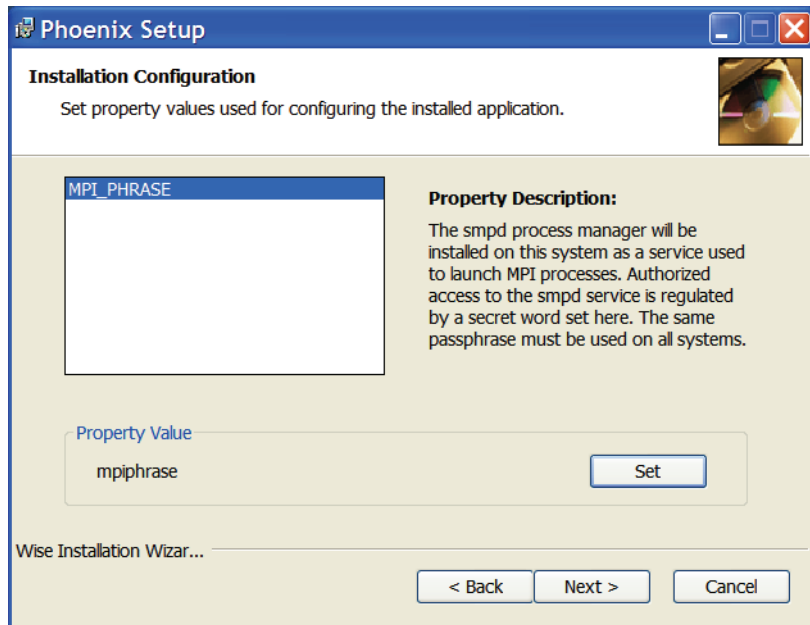 Phoenix Setup
Installation Configuration
Set property values used for configuring the installed application.
MPI_PHRASE
Property Description:
The smpd process manager will be
installed on this system as a service used
to launch MPI processes. Authorized
access to the smpd service is regulated
by a secret word set here. The same
passphrase must be used on all systems.
Property Value
mpiphrase
Set
Wise Installation Wizar...
< Back
Next >
Cancel